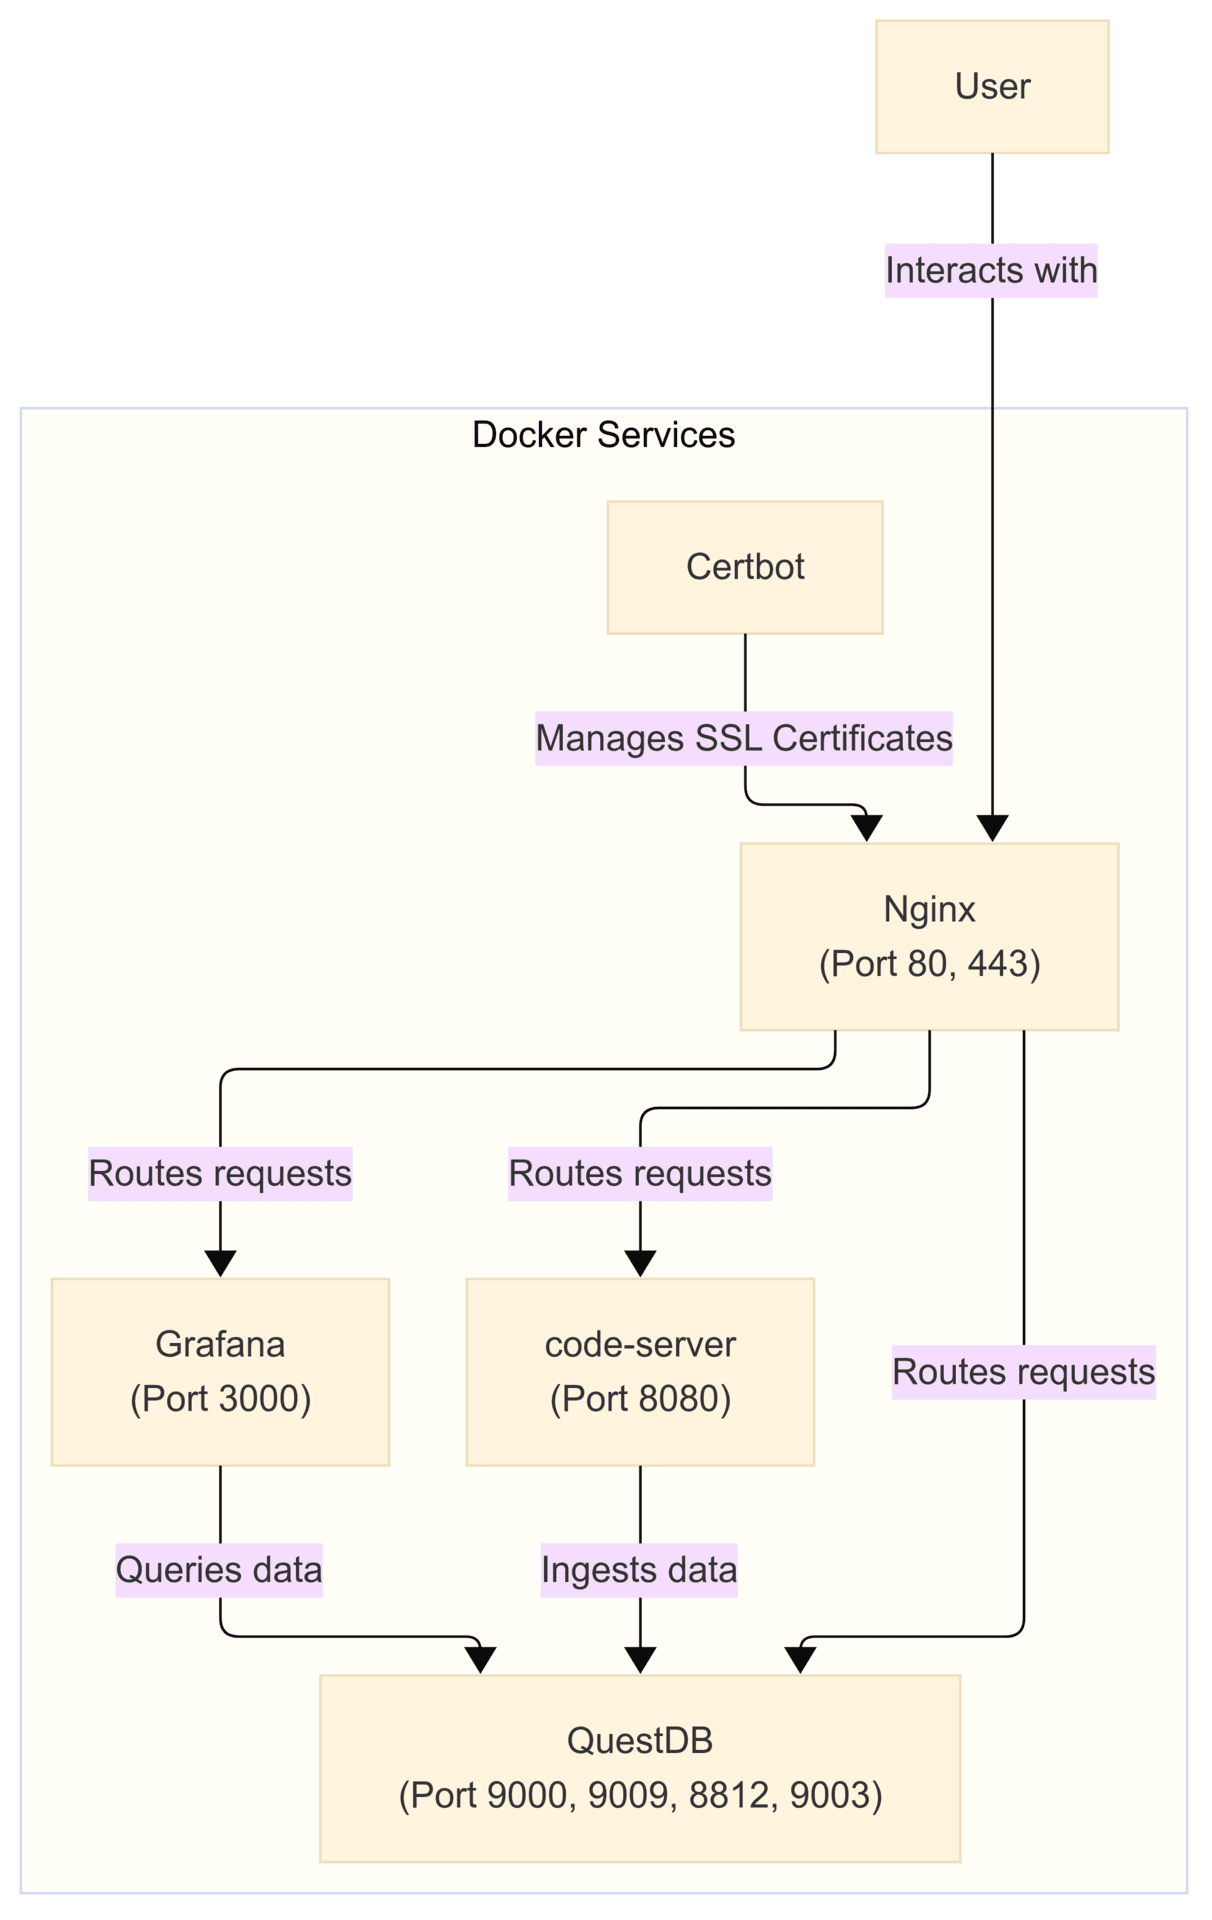 User
Interacts with
Docker Services
Certbot
Manages SSL Certificates
Nginx
(Port 80, 443)
Routes requests
Routes requests
Grafana
(Port 3000)
code-server
(Port 8080)
Routes requests
Queries data
Ingests data
QuestDB
(Port 9000, 9009, 8812, 9003)